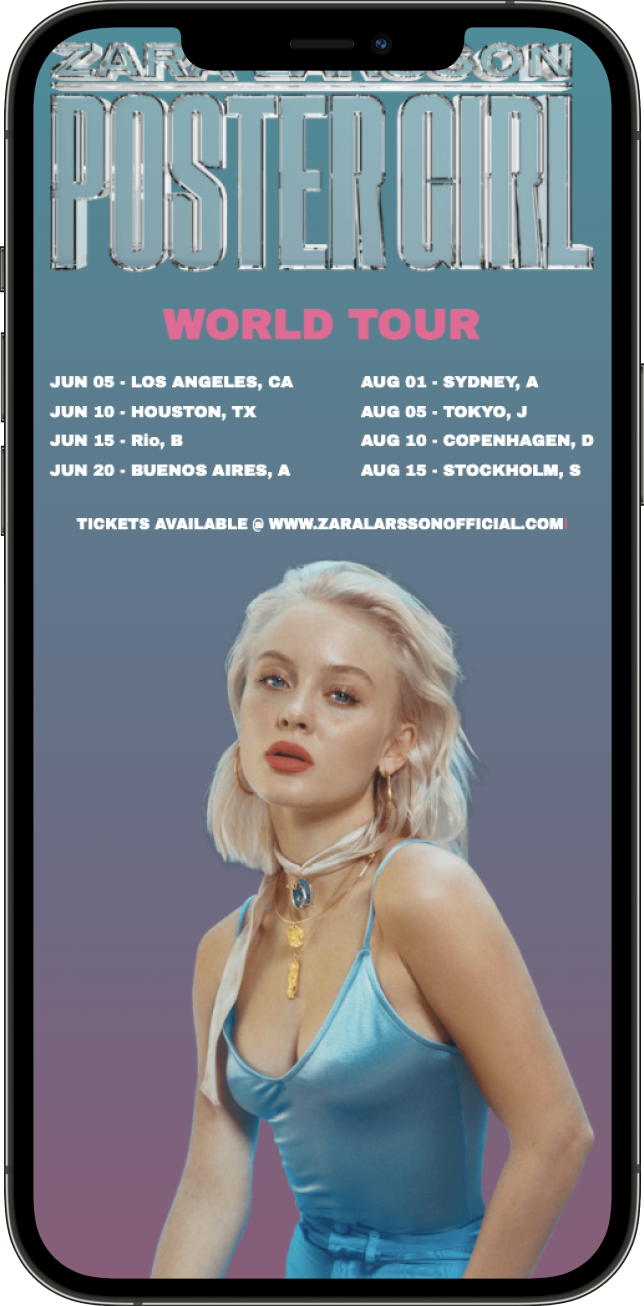 ZARA LARSSON
POSTER GIRL
WORLD TOUR
JUN 05 - LOS ANGELES, CA
JUN 10 - HOUSTON, TX
JUN 15 - Rio, B
JUN 20 - BUENOS AIRES, A
AUG 01 - SYDNEY, A
AUG 05 - TOKYO, J
AUG 10 - COPENHAGEN, D
AUG 15 - STOCKHOLM, S
TICKETS AVAILABLE @ WWW.ZARALARSSONOFFICIAL.COM